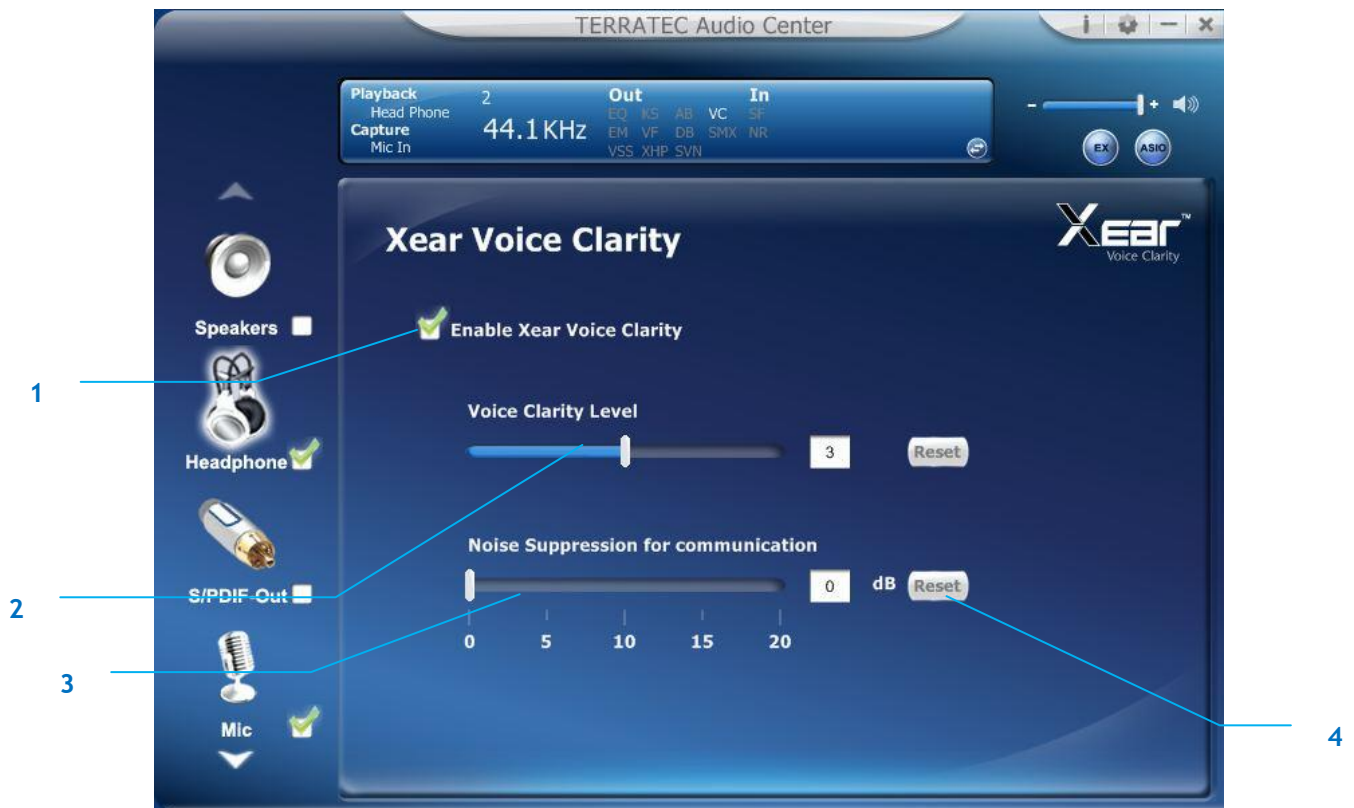 TERRATEC Audio Center
i
Playback 2 Out In
Head Phone EQ KS AB VC SF
Capture 44.1 KHz EM VF DB SMX NR
Mic In VSS XHP SVN
- +
EX ASIO
Xear Voice Clarity
Xear™
Voice Clarity
Speakers
Enable Xear Voice Clarity
1
Voice Clarity Level
Headphone
3 Reset
Noise Suppression for communication
S/PDIF-Out
0 dB Reset
2
0 5 10 15 20
3
Mic
4